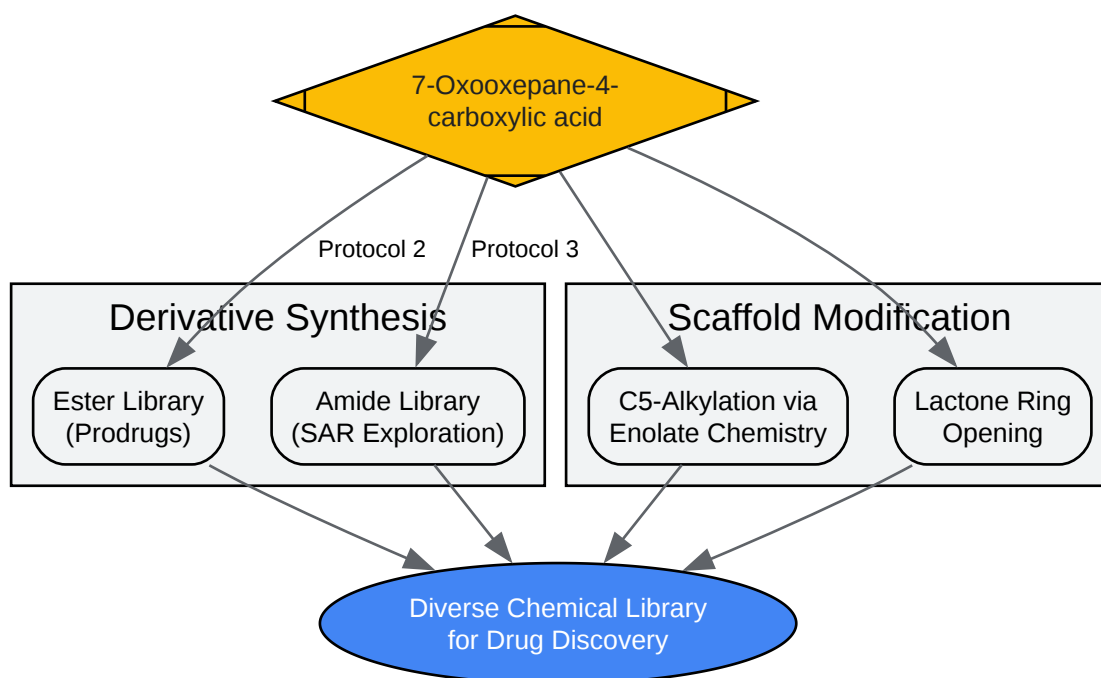 7-Oxooxepane-4-
carboxylic acid
Protocol 2
Protocol 3
Derivative Synthesis
Scaffold Modification
Ester Library
(Prodrugs)
Amide Library
(SAR Exploration)
C5-Alkylation via
Enolate Chemistry
Lactone Ring
Opening
Diverse Chemical Library
for Drug Discovery